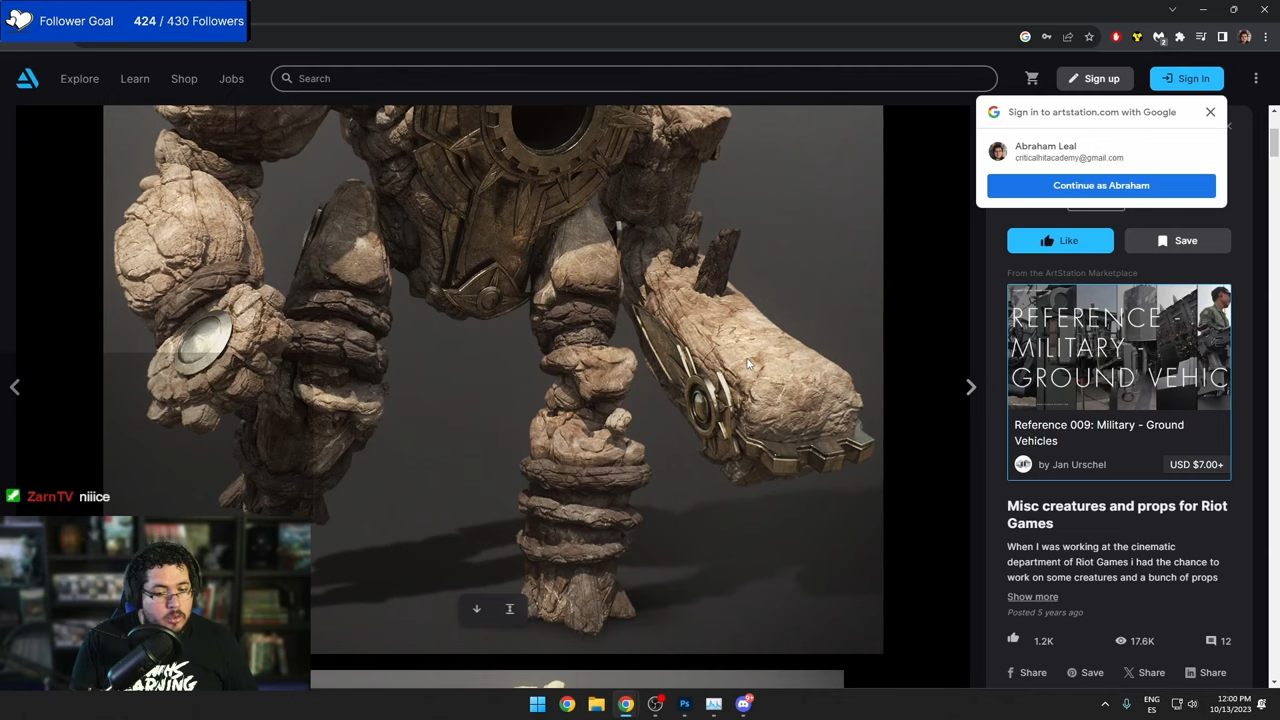 Follower Goal 424 / 430 Followers
Explore Learn Shop Jobs Search Sign up Sign In
Sign in to artstation.com with Google
Abraham Leal
criticalhitacademy@gmail.com
Continue as Abraham
Like Save
From the ArtStation Marketplace
REFERENCE -
MILITARY -
GROUND VEHIC
Reference 009: Military - Ground
Vehicles
by Jan Urschel USD $7.00+
ZarnTV niiice
Misc creatures and props for Riot
Games
When I was working at the cinematic
department of Riot Games i had the chance to
work on some creatures and a bunch of props
Show more
Posted 5 years ago
1.2K 17.6K 12
Share Save Share Share
ENG
ES
12:00 PM
10/13/2023